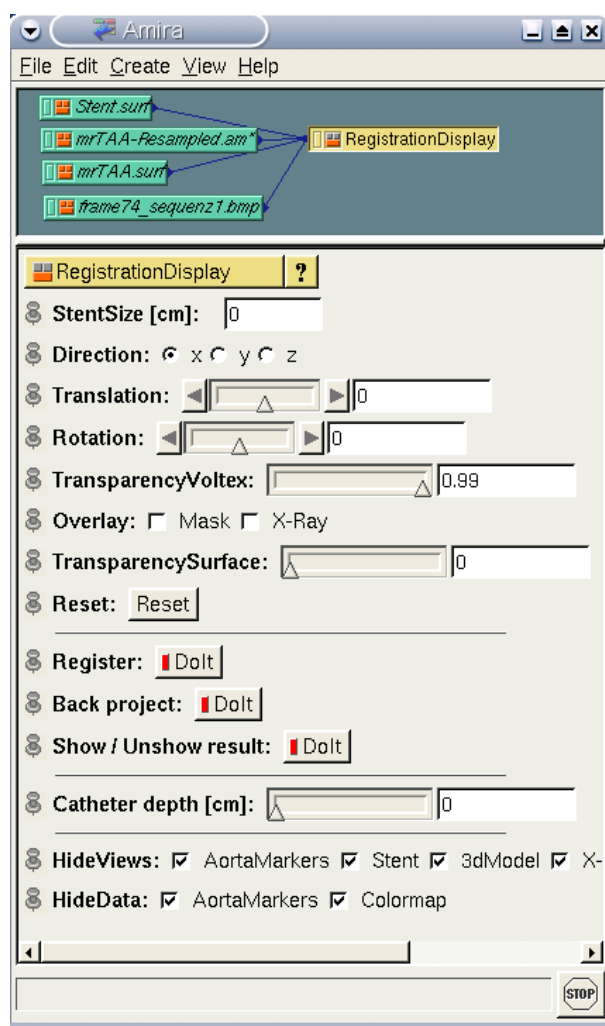 Amira
File Edit Create View Help
Stent.surf
mrTAA-Resampled.am* RegistrationDisplay
mrTAA.surf
frame74_sequenz1.bmp
RegistrationDisplay ?
StentSize [cm]: 0
Direction: x y z
Translation: 0
Rotation: 0
TransparencyVoltex: 0.99
Overlay: Mask X-Ray
TransparencySurface: 0
Reset: Reset
Register: DoIt
Back project: DoIt
Show / Unshow result: DoIt
Catheter depth [cm]: 0
HideViews: AortaMarkers Stent 3dModel X-
HideData: AortaMarkers Colormap
STOP